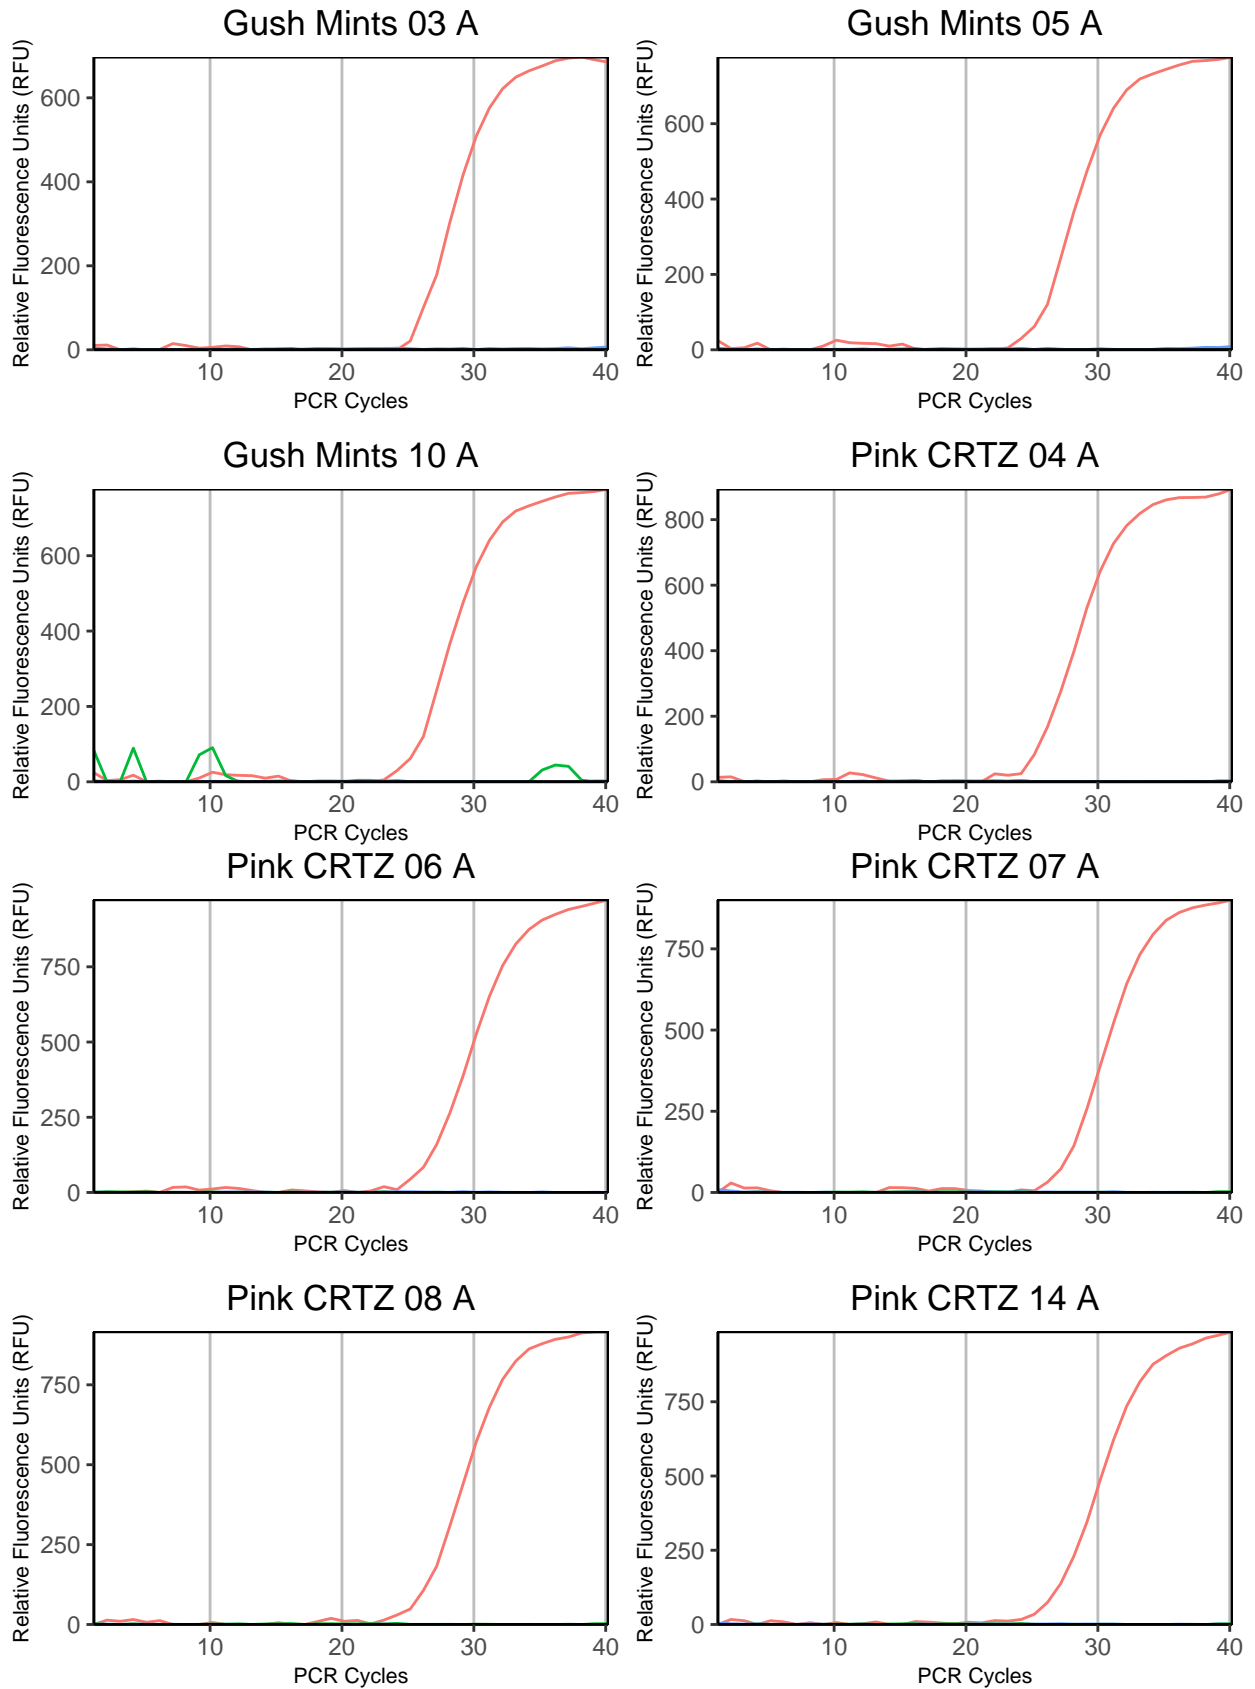 Gush Mints 03 A
Relative Fluorescence Units (RFU)
600
400
200
0
10 20 30 40
PCR Cycles
Gush Mints 05 A
Relative Fluorescence Units (RFU)
600
400
200
0
10 20 30 40
PCR Cycles
Gush Mints 10 A
Relative Fluorescence Units (RFU)
600
400
200
0
10 20 30 40
PCR Cycles
Pink CRTZ 04 A
Relative Fluorescence Units (RFU)
800
600
400
200
0
10 20 30 40
PCR Cycles
Pink CRTZ 06 A
Relative Fluorescence Units (RFU)
750
500
250
0
10 20 30 40
PCR Cycles
Pink CRTZ 07 A
Relative Fluorescence Units (RFU)
750
500
250
0
10 20 30 40
PCR Cycles
Pink CRTZ 08 A
Relative Fluorescence Units (RFU)
750
500
250
0
10 20 30 40
PCR Cycles
Pink CRTZ 14 A
Relative Fluorescence Units (RFU)
750
500
250
0
10 20 30 40
PCR Cycles